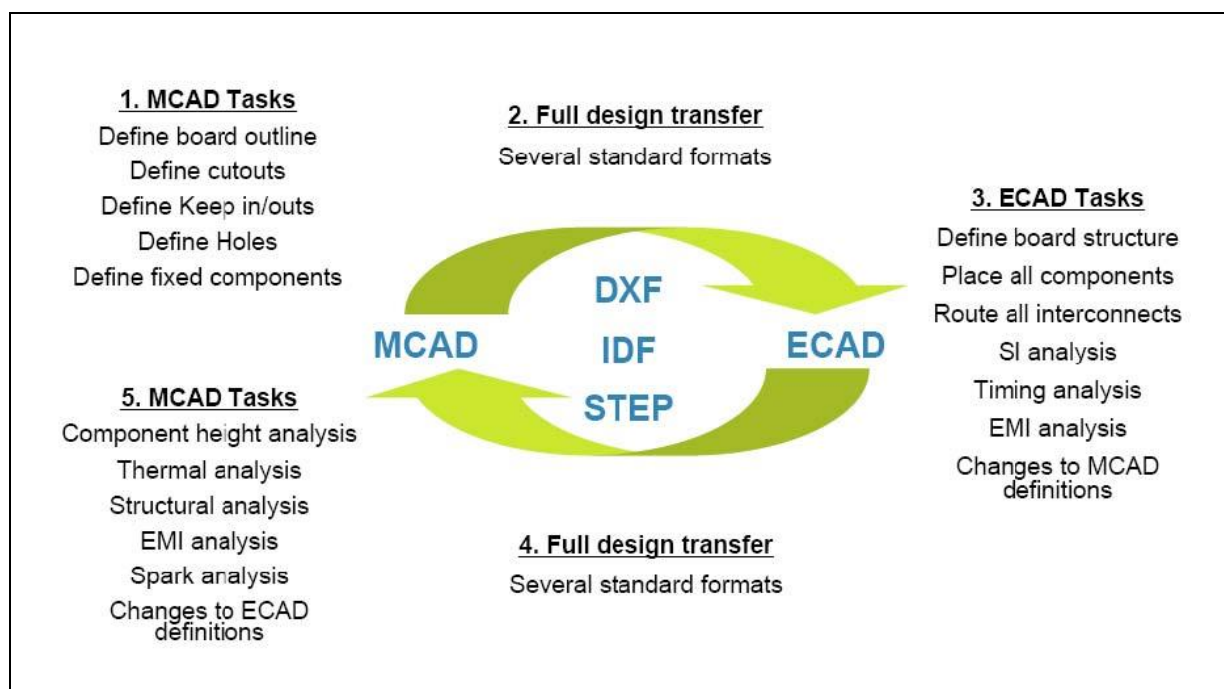 1. MCAD Tasks
Define board outline
Define cutouts
Define Keep in/outs
Define Holes
Define fixed components
2. Full design transfer
Several standard formats
3. ECAD Tasks
Define board structure
Place all components
Route all interconnects
SI analysis
Timing analysis
EMI analysis
Changes to MCAD
definitions
DXF
MCAD
IDF
ECAD
STEP
4. Full design transfer
Several standard formats
5. MCAD Tasks
Component height analysis
Thermal analysis
Structural analysis
EMI analysis
Spark analysis
Changes to ECAD
definitions